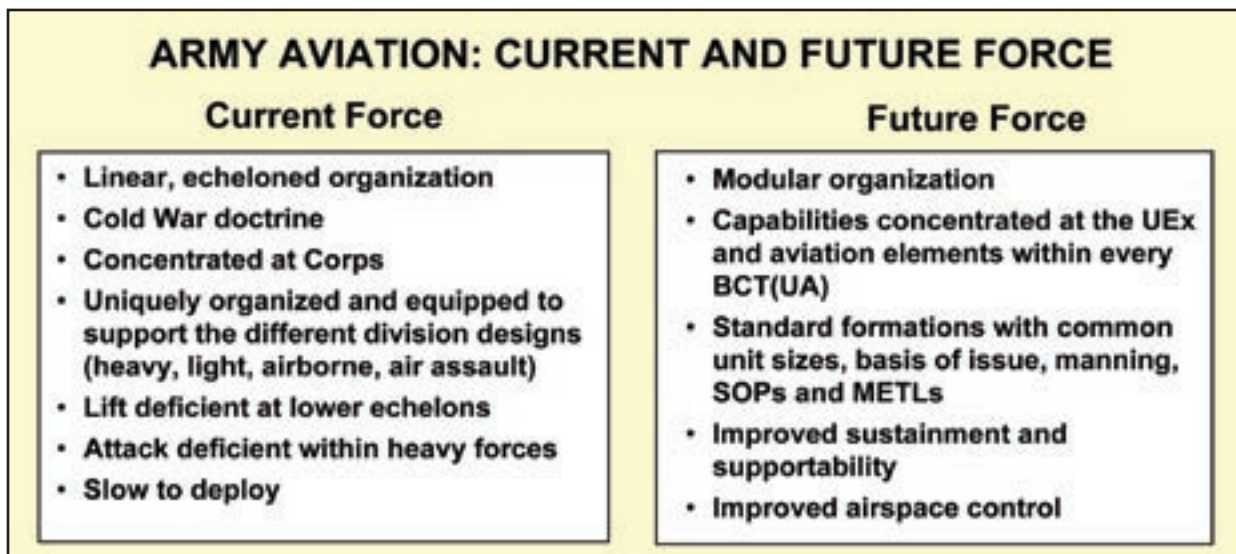 ARMY AVIATION: CURRENT AND FUTURE FORCE
Current Force
• Linear, echeloned organization
• Cold War doctrine
• Concentrated at Corps
• Uniquely organized and equipped to
support the different division designs
(heavy, light, airborne, air assault)
• Lift deficient at lower echelons
• Attack deficient within heavy forces
• Slow to deploy
Future Force
• Modular organization
• Capabilities concentrated at the UEx
and aviation elements within every
BCT(UA)
• Standard formations with common
unit sizes, basis of issue, manning,
SOPs and METLs
• Improved sustainment and
supportability
• Improved airspace control